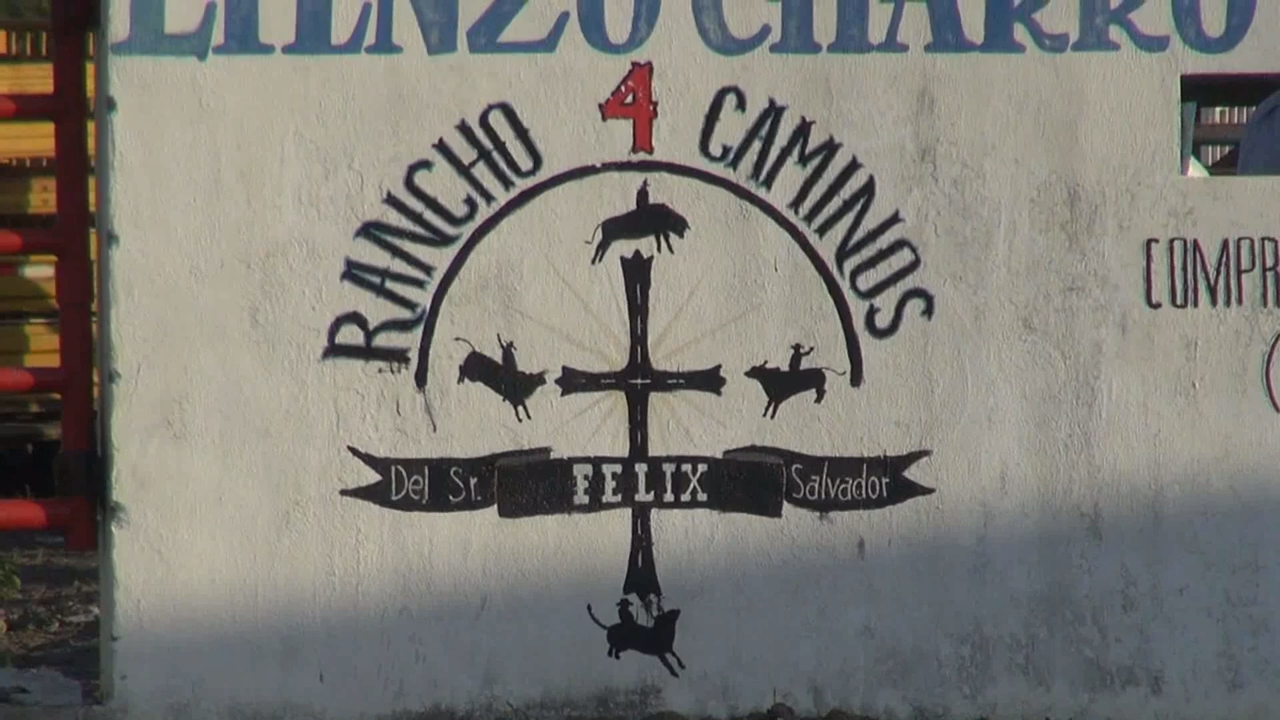 LIENZO CHARRO
RANCHO 4 CAMINOS
Del Sr. FELIX Salvador
COMPR